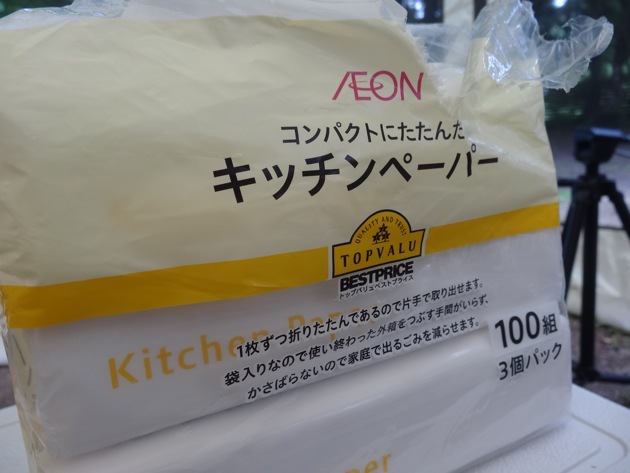 ÆON
コンパクトにたたんだ
キッチンペーパー
QUALITY AND TRUST
TOPVALU
BESTPRICE
トップバリュベストプライス
Kitchen Paper
1枚ずつ折りたたんであるので片手で取り出せます。
袋入りなので使い終わった外箱をつぶす手間がいらず、
かさばらないので家庭で出るごみを減らせます。
100組
3個パック